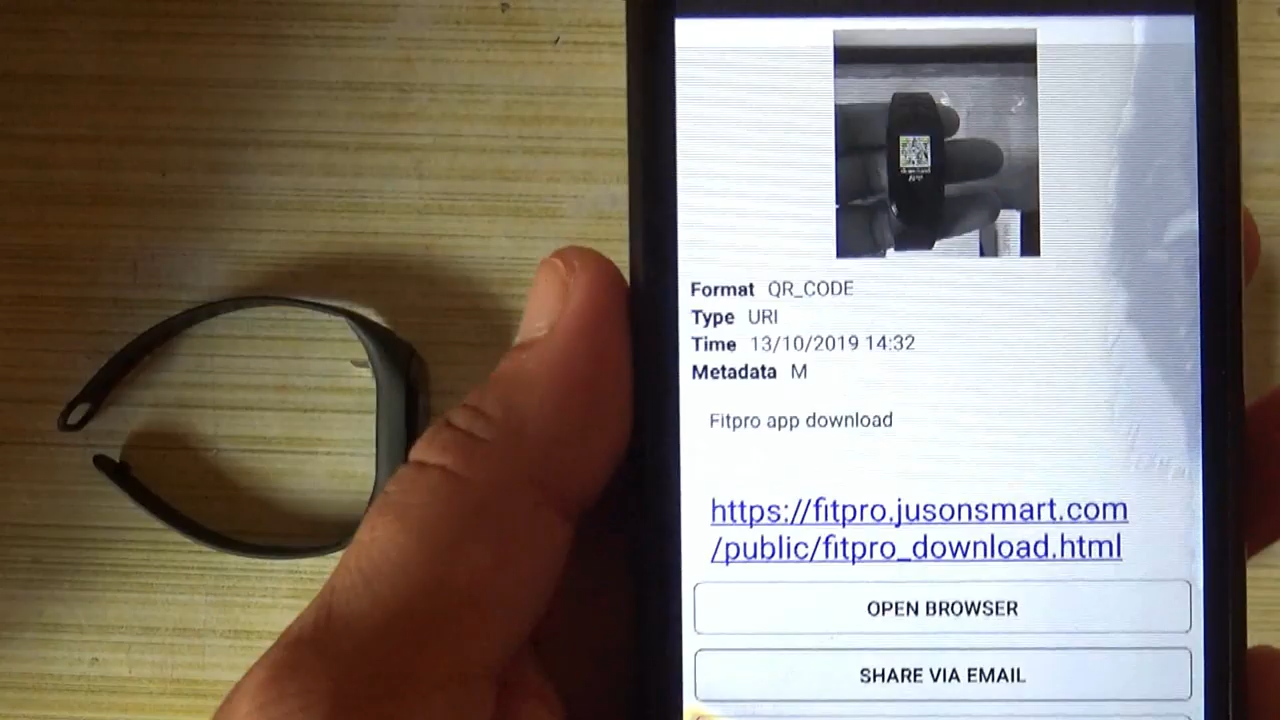 Format QR_CODE
Type URI
Time 13/10/2019 14:32
Metadata M
Fitpro app download
https://fitpro.jusonsmart.com
/public/fitpro_download.html
OPEN BROWSER
SHARE VIA EMAIL